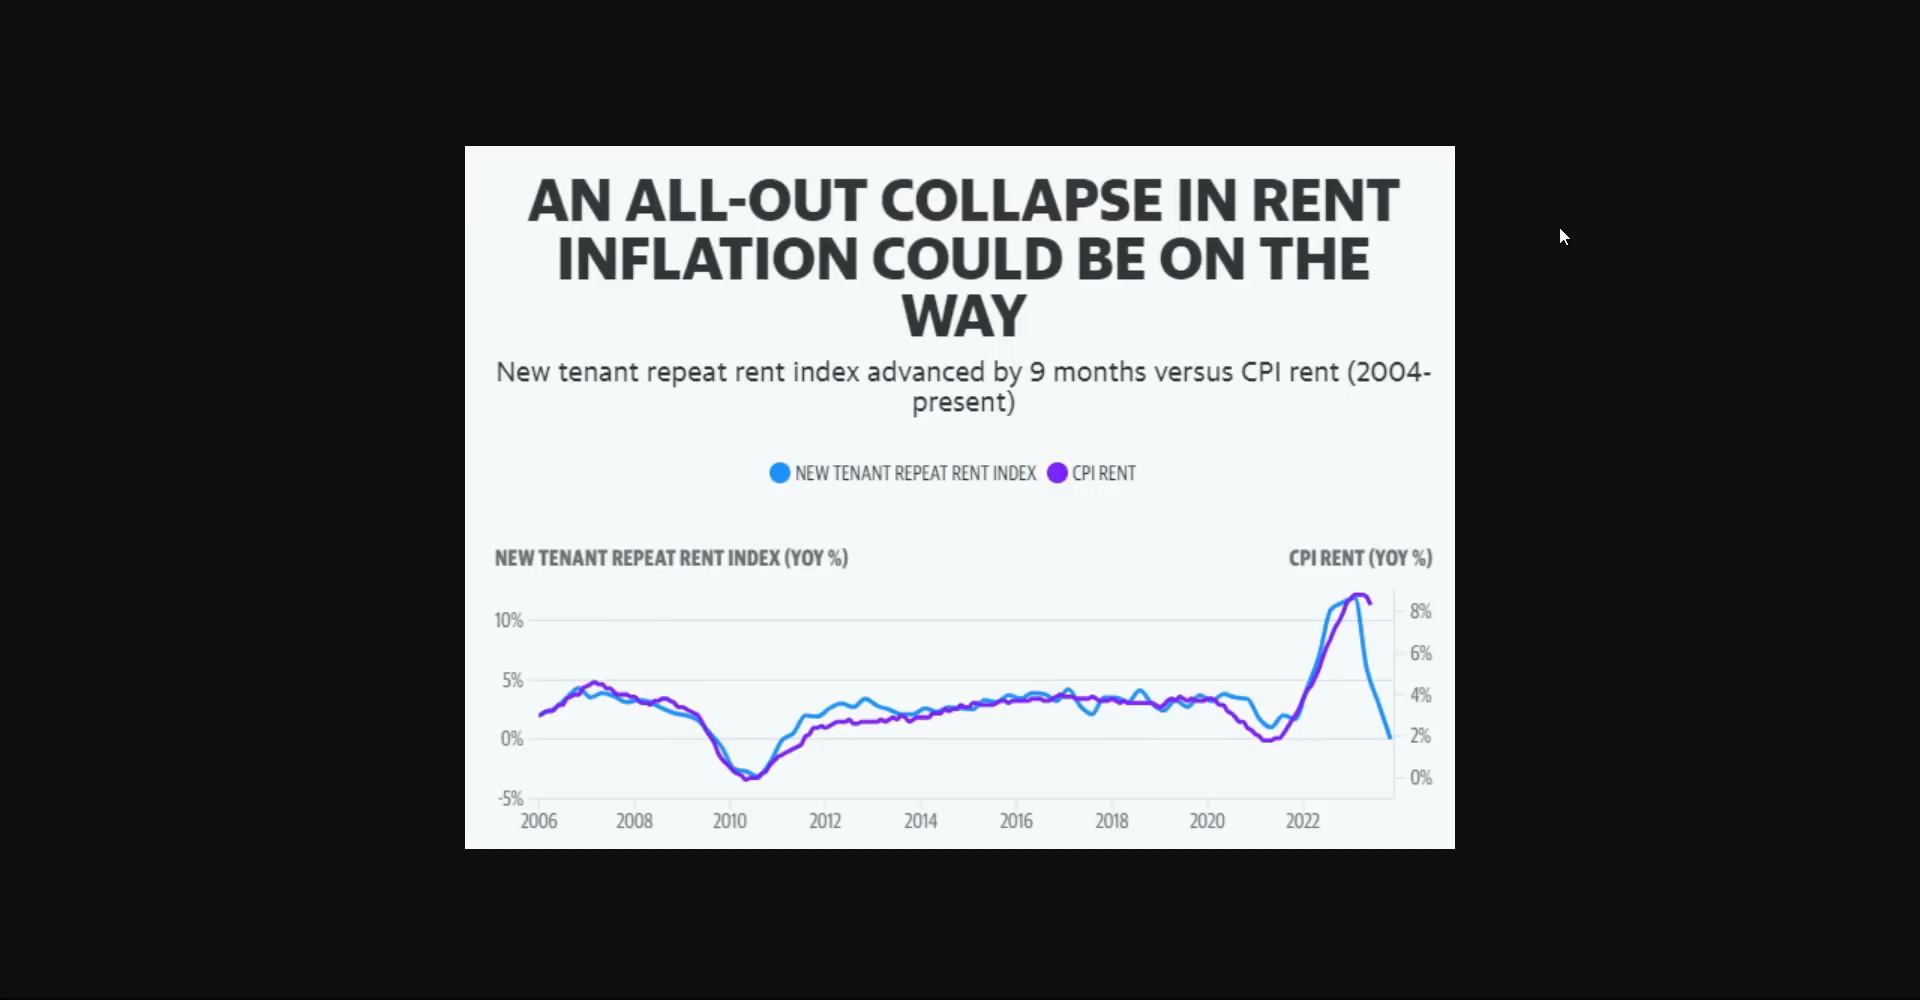 AN ALL-OUT COLLAPSE IN RENT
INFLATION COULD BE ON THE
WAY
New tenant repeat rent index advanced by 9 months versus CPI rent (2004-
present)
NEW TENANT REPEAT RENT INDEX CPI RENT
NEW TENANT REPEAT RENT INDEX (YOY %) CPI RENT (YOY %)
10% 8%
6%
5% 4%
0% 2%
0%
-5%
2006 2008 2010 2012 2014 2016 2018 2020 2022